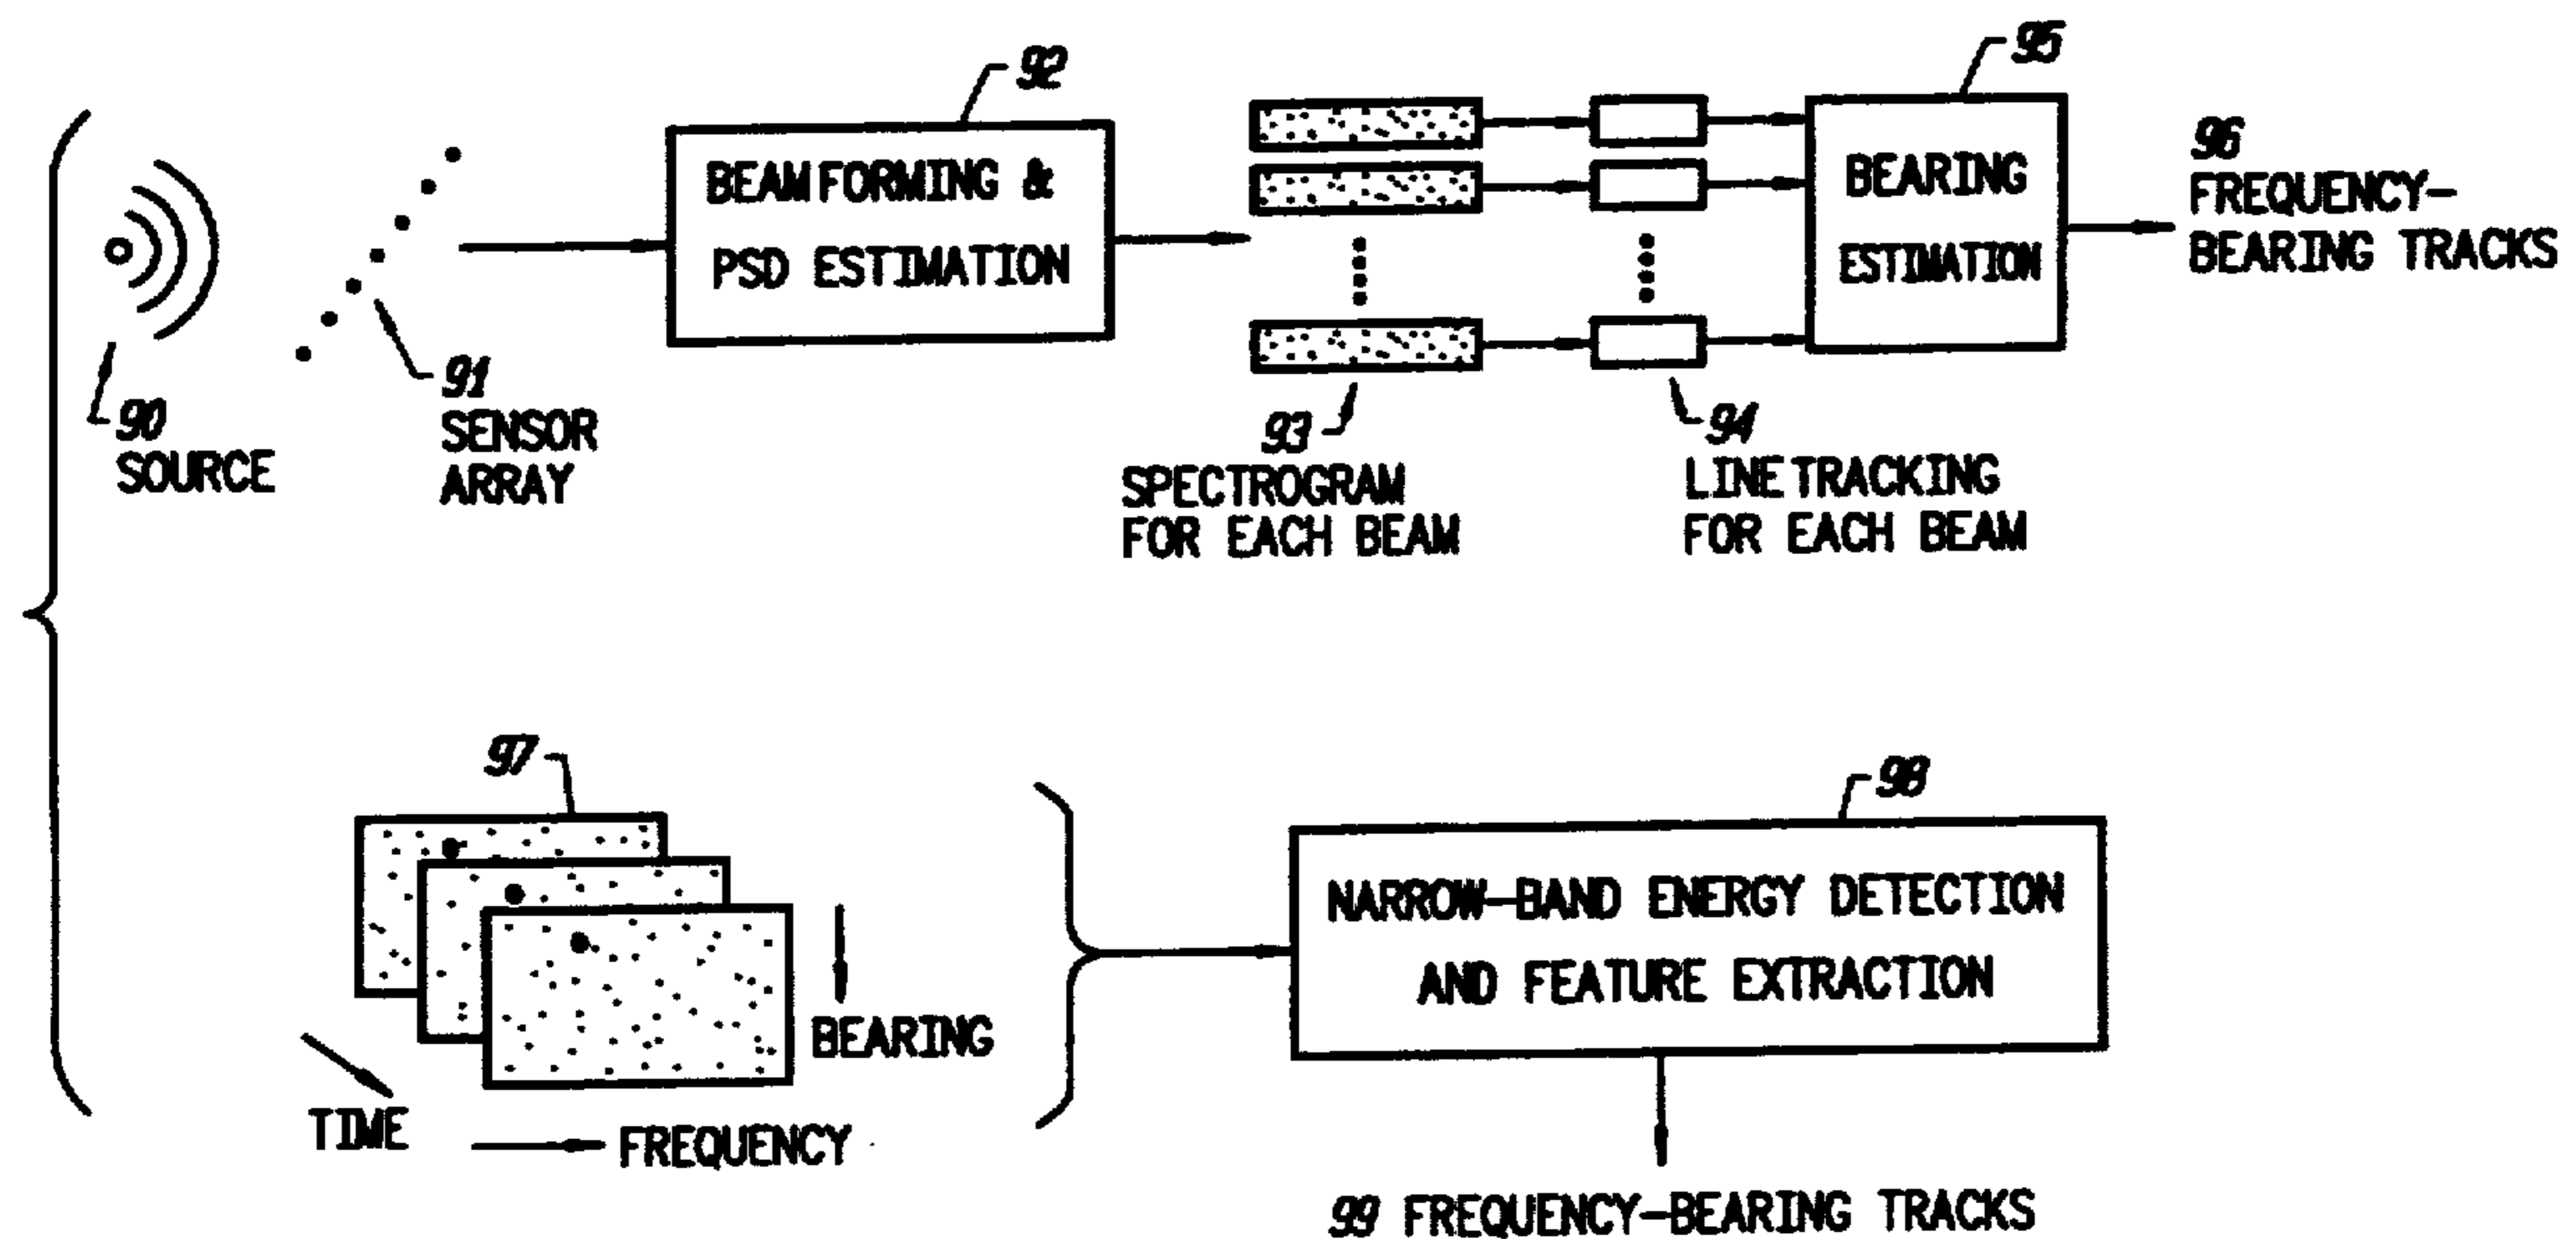 92
BEAM FORMING &
PSD ESTIMATION
95
BEARING
ESTIMATION
96
FREQUENCY-
BEARING TRACKS
90
SOURCE
91
SENSOR
ARRAY
93
SPECTROGRAM
FOR EACH BEAM
94
LINE TRACKING
FOR EACH BEAM
97
BEARING
TIME
FREQUENCY
98
NARROW-BAND ENERGY DETECTION
AND FEATURE EXTRACTION
99 FREQUENCY-BEARING TRACKS